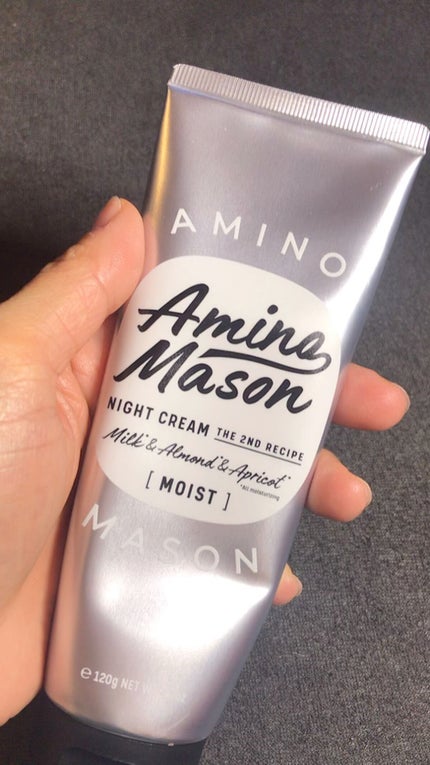 AMINO
Amino
Mason
NIGHT CREAM THE 2ND RECIPE
Milk & Almond & Apricot*
*All moisturizing
[ MOIST ]
MASON
e 120g NET